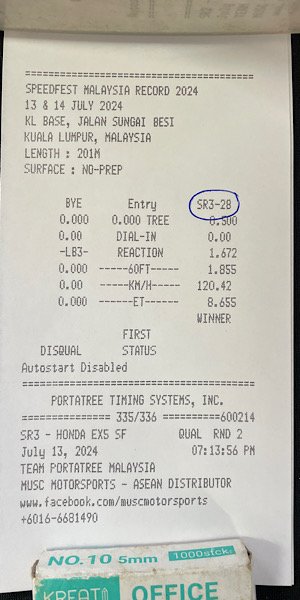 ====================================
SPEEDFEST MALAYSIA RECORD 2024
13 & 14 JULY 2024
KL BASE, JALAN SUNGAI BESI
KUALA LUMPUR, MALAYSIA
LENGTH : 201M
SURFACE : NO-PREP
BYE Entry SR3-28
0.000 0.000 TREE 0.500
0.00 DIAL-IN 0.00
-LB3- REACTION 1.672
0.000 ------60FT----- 1.855
0.00 -----KM/H------ 120.42
0.000 ------ET----- 8.655
WINNER
FIRST
DISQUAL STATUS
Autostart Disabled
====================================
PORTATREE TIMING SYSTEMS, INC.
============== 335/336 ==========600214
SR3 - HONDA EX5 SF QUAL RND 2
July 13, 2024 07:13:56 PM
TEAM PORTATREE MALAYSIA
MUSC MOTORSPORTS - ASEAN DISTRIBUTOR
www.facebook.com/muscmotorsports
+6016-6681490
NO.10 5mm 1000sfck.
OFFICE